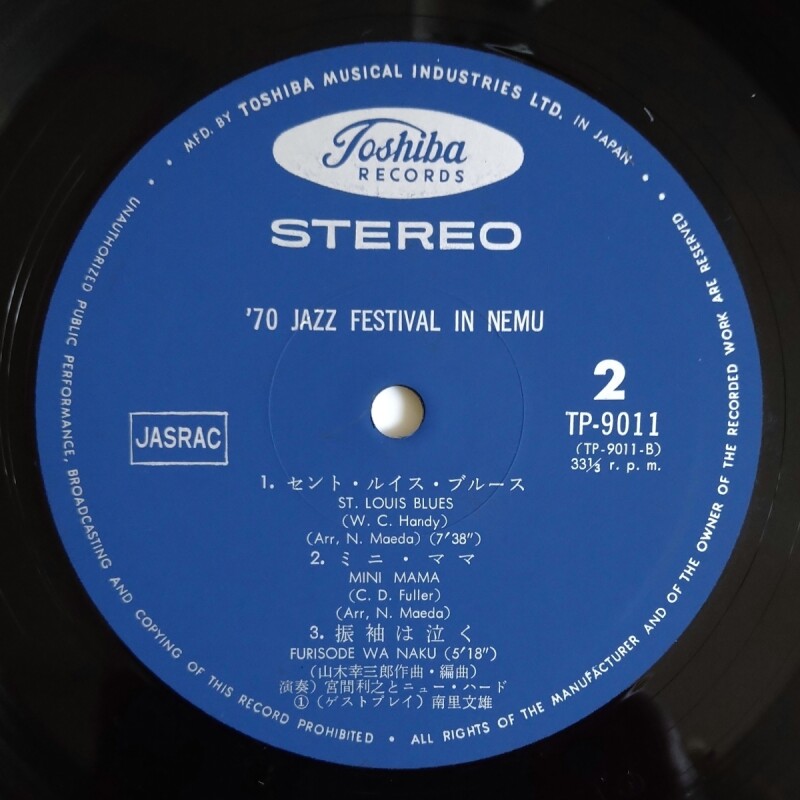 MFD. BY TOSHIBA MUSICAL INDUSTRIES LTD. IN JAPAN
Toshiba
RECORDS
STEREO
'70 JAZZ FESTIVAL IN NEMU
2
TP-9011
(TP-9011-B)
33⅓ r. p. m.
JASRAC
1. セント・ルイス・ブルース
ST. LOUIS BLUES
(W. C. Handy)
(Arr, N. Maeda) (7'38")
2. ミニ・ママ
MINI MAMA
(C. D. Fuller)
(Arr, N. Maeda)
3. 振袖は泣く
FURISODE WA NAKU (5'18")
(山木幸三郎作曲・編曲)
演奏) 宮間利之とニュー・ハード
① (ゲストプレイ) 南里文雄
UNAUTHORIZED PUBLIC PERFORMANCE, BROADCASTING AND COPYING OF THIS RECORD PROHIBITED • ALL RIGHTS OF THE MANUFACTURER AND OF THE OWNER OF THE RECORDED WORK ARE RESERVED